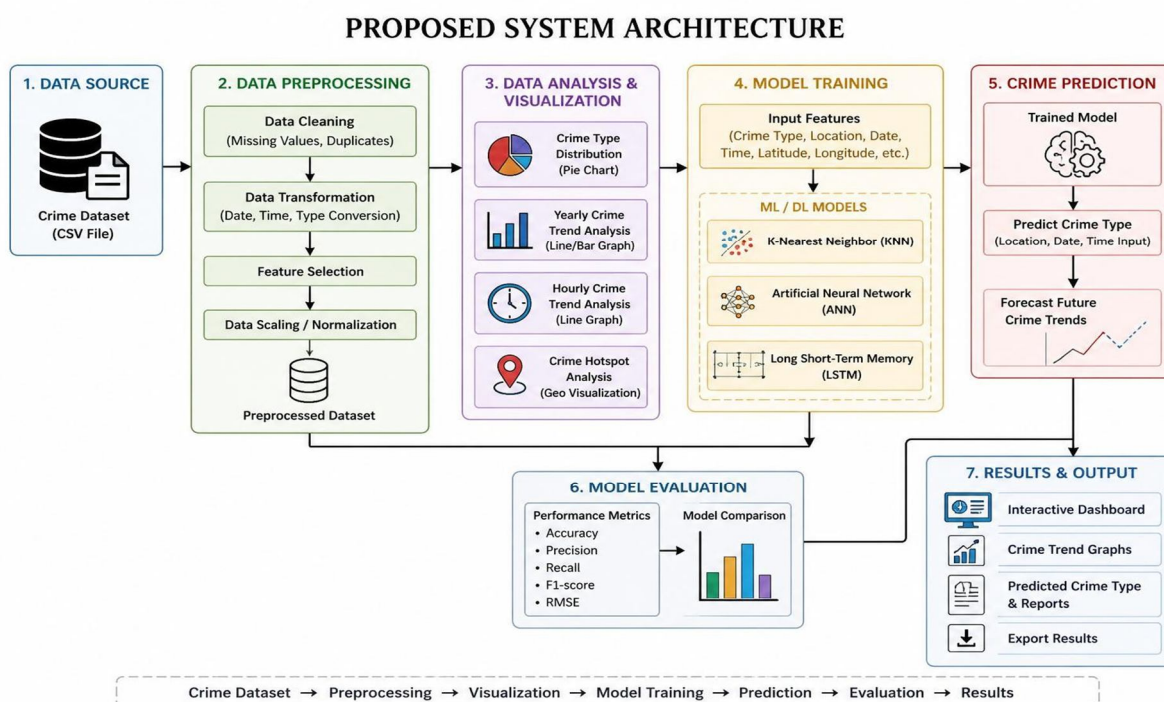 PROPOSED SYSTEM ARCHITECTURE
1. DATA SOURCE
Crime Dataset
(CSV File)
2. DATA PREPROCESSING
Data Cleaning
(Missing Values, Duplicates)
Data Transformation
(Date, Time, Type Conversion)
Feature Selection
Data Scaling / Normalization
Preprocessed Dataset
3. DATA ANALYSIS &
VISUALIZATION
Crime Type
Distribution
(Pie Chart)
Yearly Crime
Trend Analysis
(Line/Bar Graph)
Hourly Crime
Trend Analysis
(Line Graph)
Crime Hotspot
Analysis
(Geo Visualization)
4. MODEL TRAINING
Input Features
(Crime Type, Location, Date,
Time, Latitude, Longitude, etc.)
ML / DL MODELS
K-Nearest Neighbor (KNN)
Artificial Neural Network
(ANN)
Long Short-Term Memory
(LSTM)
5. CRIME PREDICTION
Trained Model
Predict Crime Type
(Location, Date, Time Input)
Forecast Future
Crime Trends
6. MODEL EVALUATION
Performance Metrics
• Accuracy
• Precision
• Recall
• F1-score
• RMSE
Model Comparison
7. RESULTS & OUTPUT
Interactive Dashboard
Crime Trend Graphs
Predicted Crime Type
& Reports
Export Results
Crime Dataset → Preprocessing → Visualization → Model Training → Prediction → Evaluation → Results